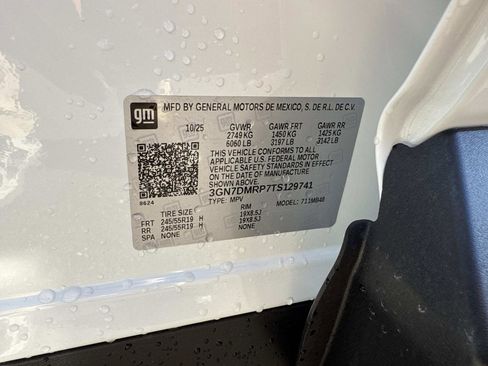 gm MFD BY GENERAL MOTORS DE MEXICO, S. DE R.L. DE C.V.
10/25 GVWR GAWR FRT GAWR RR
2749 KG 1450 KG 1425 KG
6060 LB 3197 LB 3142 LB
THIS VEHICLE CONFORMS TO ALL
APPLICABLE U.S. FEDERAL MOTOR
VEHICLE SAFETY STANDARDS
IN EFFECT ON THE DATE OF MANUFACTURE
SHOWN ABOVE.
3GN7DMRP7TS129741
8624 TYPE: MPV MODEL: 711MB48
TIRE SIZE RIM
FRT 245/55R19 H 19X8.5J
RR 245/55R19 H 19X8.5J
SPA NONE NONE